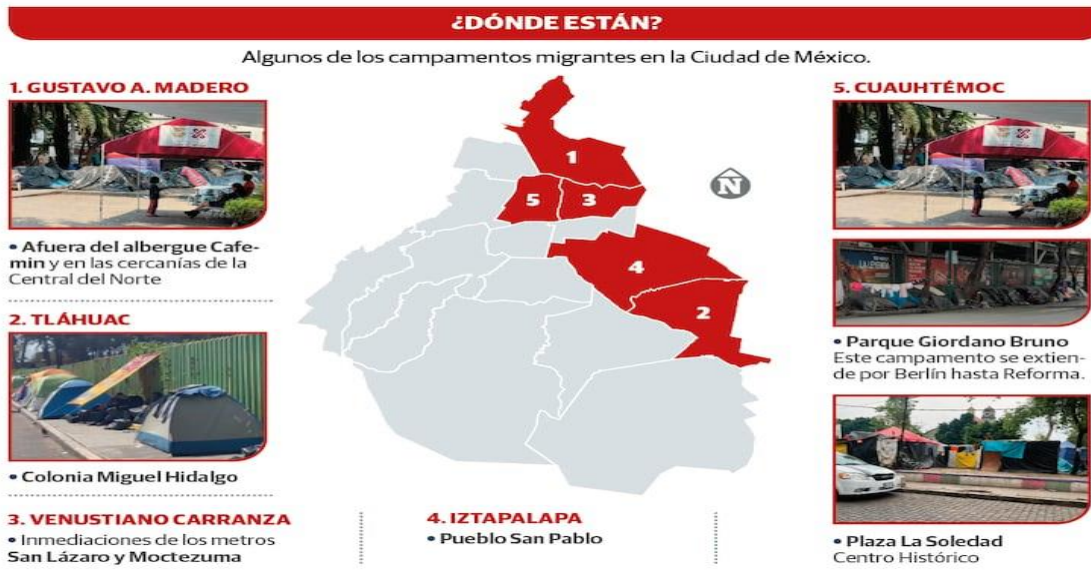 ¿DÓNDE ESTÁN?
Algunos de los campamentos migrantes en la Ciudad de México.
1. GUSTAVO A. MADERO
• Afuera del albergue Cafe-
min y en las cercanías de la
Central del Norte
2. TLÁHUAC
• Colonia Miguel Hidalgo
3. VENUSTIANO CARRANZA
• Inmediaciones de los metros
San Lázaro y Moctezuma
1
5
3
4
2
N
4. IZTAPALAPA
• Pueblo San Pablo
5. CUAUHTÉMOC
LA LEYENDA
• Parque Giordano Bruno
Este campamento se extien-
de por Berlín hasta Reforma.
• Plaza La Soledad
Centro Histórico